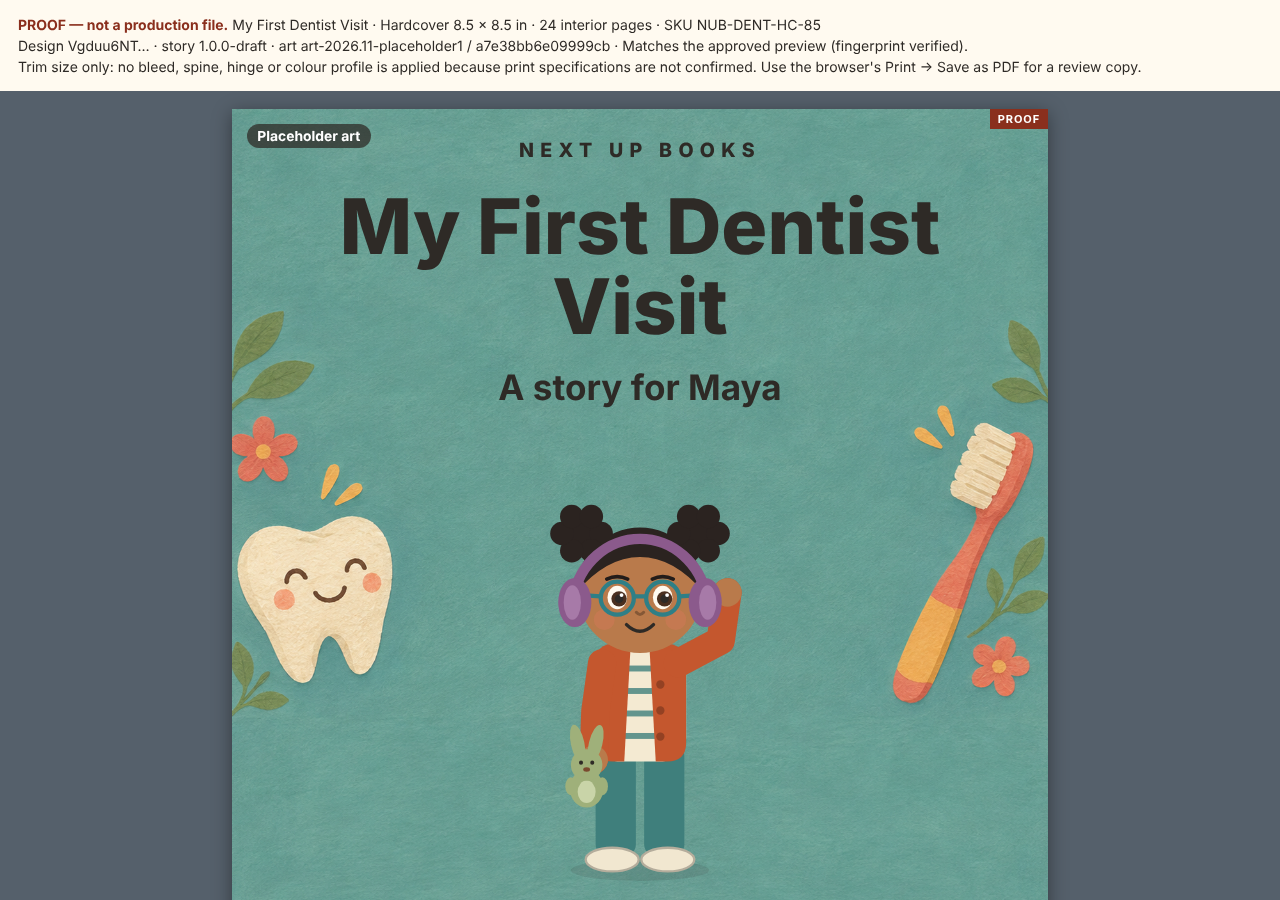 PROOF — not a production file. My First Dentist Visit · Hardcover 8.5 × 8.5 in · 24 interior pages · SKU NUB-DENT-HC-85
Design Vgduu6NT… · story 1.0.0-draft · art art-2026.11-placeholder1 / a7e38bb6e09999cb · Matches the approved preview (fingerprint verified).
Trim size only: no bleed, spine, hinge or colour profile is applied because print specifications are not confirmed. Use the browser's Print → Save as PDF for a review copy.
Placeholder art
PROOF
NEXT UP BOOKS
My First Dentist
Visit
A story for Maya